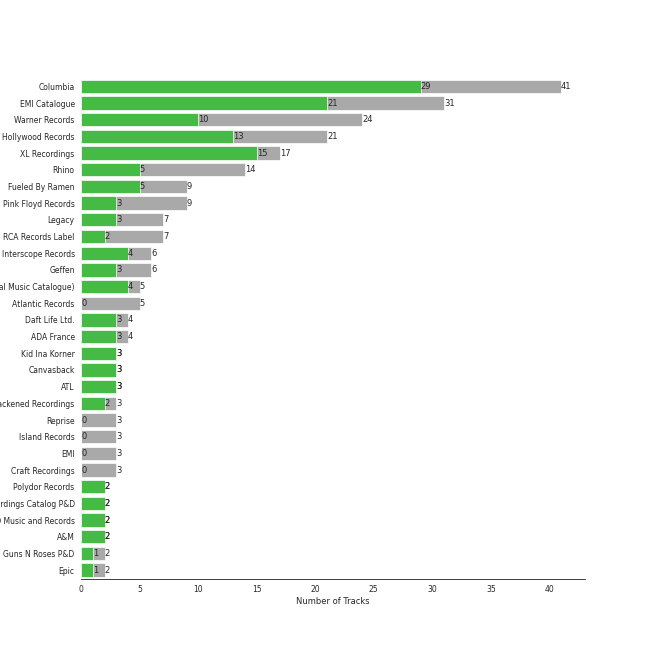 Columbia 29 41
EMI Catalogue 21 31
Warner Records 10 24
Hollywood Records 13 21
XL Recordings 15 17
Rhino 5 14
Fueled By Ramen 5 9
Pink Floyd Records 3 9
Legacy 3 7
RCA Records Label 2 7
Interscope Records 4 6
Geffen 3 6
al Music Catalogue) 4 5
Atlantic Records 0 5
Daft Life Ltd. 3 4
ADA France 3 4
Kid Ina Korner 3
Canvasback 3
ATL 3
ackened Recordings 2 3
Reprise 0 3
Island Records 0 3
EMI 0 3
Craft Recordings 0 3
Polydor Records 2
rdings Catalog P&D 2
Music and Records 2
A&M 2
Guns N Roses P&D 1 2
Epic 1 2
0 5 10 15 20 25 30 35 40
Number of Tracks